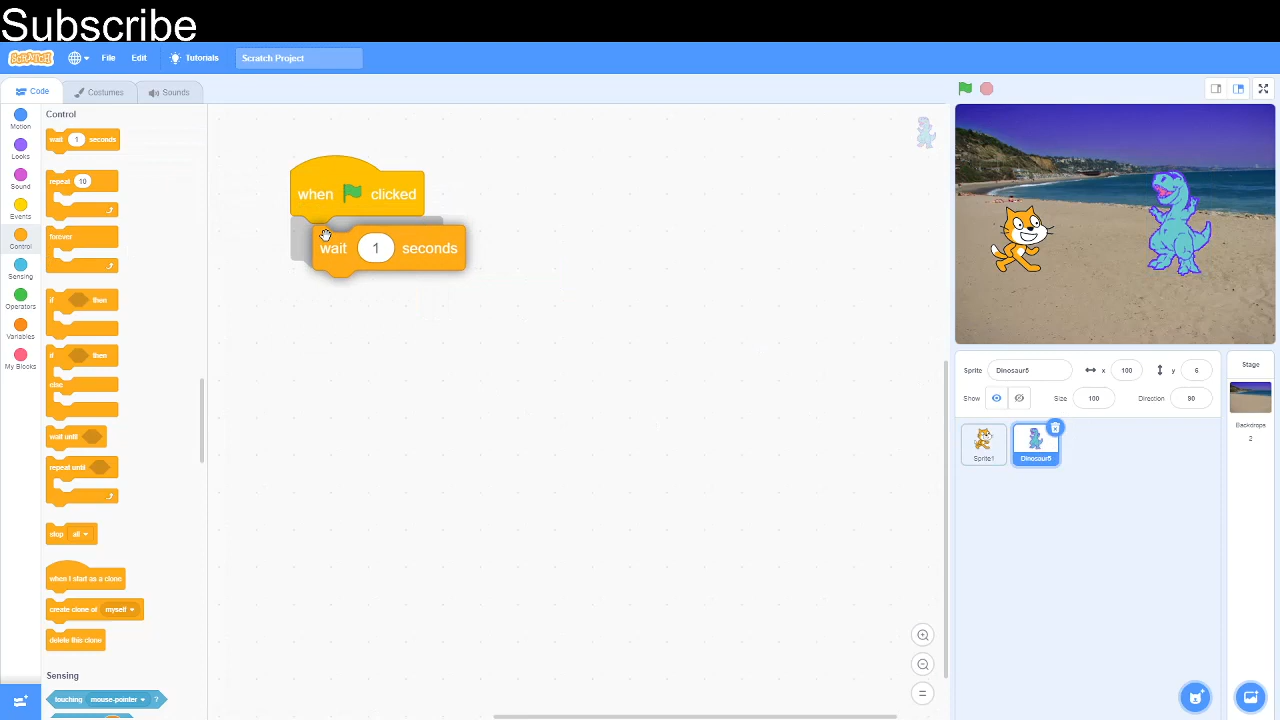 Subscribe
SCRATCH
File
Edit
Tutorials
Scratch Project
Code
Costumes
Sounds
Motion
Looks
Sound
Events
Control
Sensing
Operators
Variables
My Blocks
Control
wait 1 seconds
repeat 10
forever
if then
if then
else
wait until
repeat until
stop all
when I start as a clone
create clone of myself
delete this clone
Sensing
touching mouse-pointer ?
when clicked
wait 1 seconds
Sprite Dinosaur5 x 100 y 6
Show Size 100 Direction 90
Sprite1
Dinosaur5
Stage
Backdrops
2